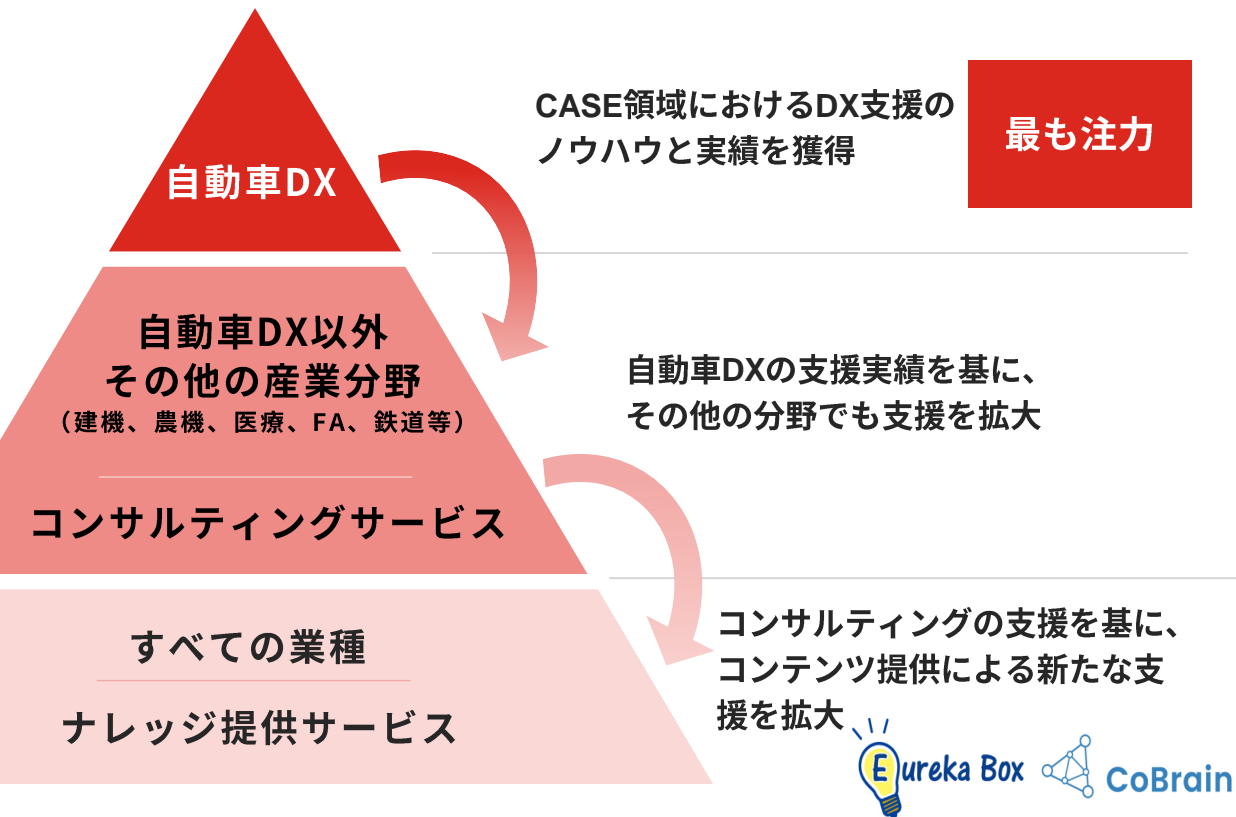 自動車DX
CASE領域におけるDX支援の
ノウハウと実績を獲得
最も注力
自動車DX以外
その他の産業分野
（建機、農機、医療、FA、鉄道等）
コンサルティングサービス
自動車DXの支援実績を基に、
その他の分野でも支援を拡大
すべての業種
ナレッジ提供サービス
コンサルティングの支援を基に、
コンテンツ提供による新たな支
援を拡大
Eureka Box
CoBrain